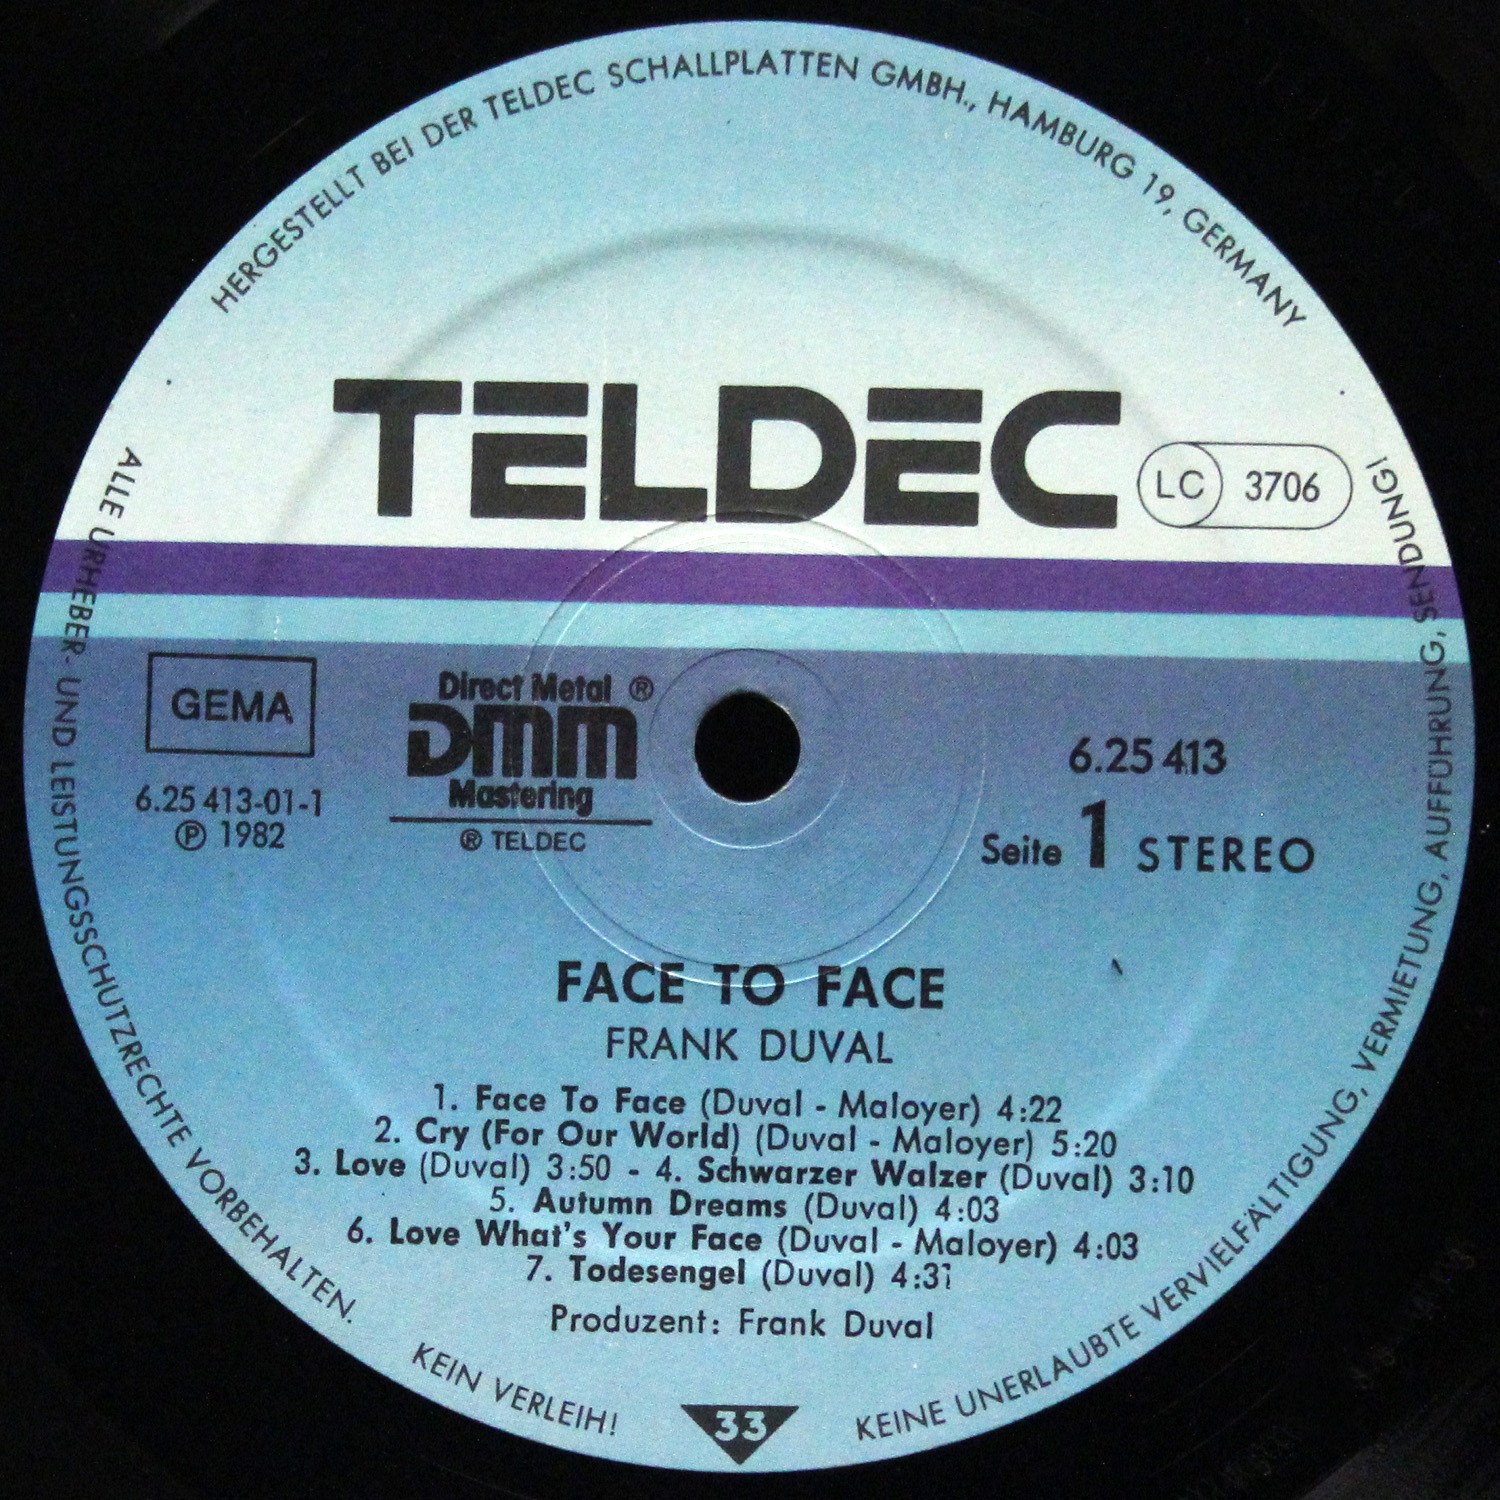 HERGESTELLT BEI DER TELDEC SCHALLPLATTEN GMBH., HAMBURG 19, GERMANY
TELDEC
LC 3706
GEMA
6.25 413-01-1
Ⓟ 1982
Direct Metal ®
DMM
Mastering
® TELDEC
6.25 413
Seite 1 STEREO
FACE TO FACE
FRANK DUVAL
1. Face To Face (Duval - Maloyer) 4:22
2. Cry (For Our World) (Duval - Maloyer) 5:20
3. Love (Duval) 3:50 - 4. Schwarzer Walzer (Duval) 3:10
5. Autumn Dreams (Duval) 4:03
6. Love What's Your Face (Duval - Maloyer) 4:03
7. Todesengel (Duval) 4:31
Produzent: Frank Duval
33
ALLE URHEBER- UND LEISTUNGSSCHUTZRECHTE VORBEHALTEN.
KEIN VERLEIH!
KEINE UNERLAUBTE VERVIELFÄLTIGUNG, VERMIETUNG, AUFFÜHRUNG, SENDUNG!